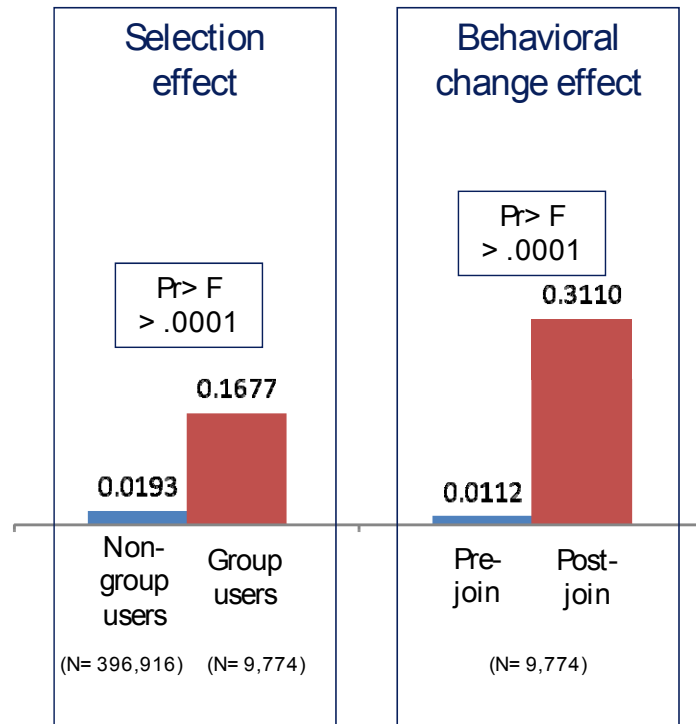 Selection
effect
Pr> F
> .0001
0.1677
0.0193
Non-
group
users
Group
users
(N= 396,916)
(N= 9,774)
Behavioral
change effect
Pr> F
> .0001
0.3110
0.0112
Pre-
join
Post-
join
(N= 9,774)